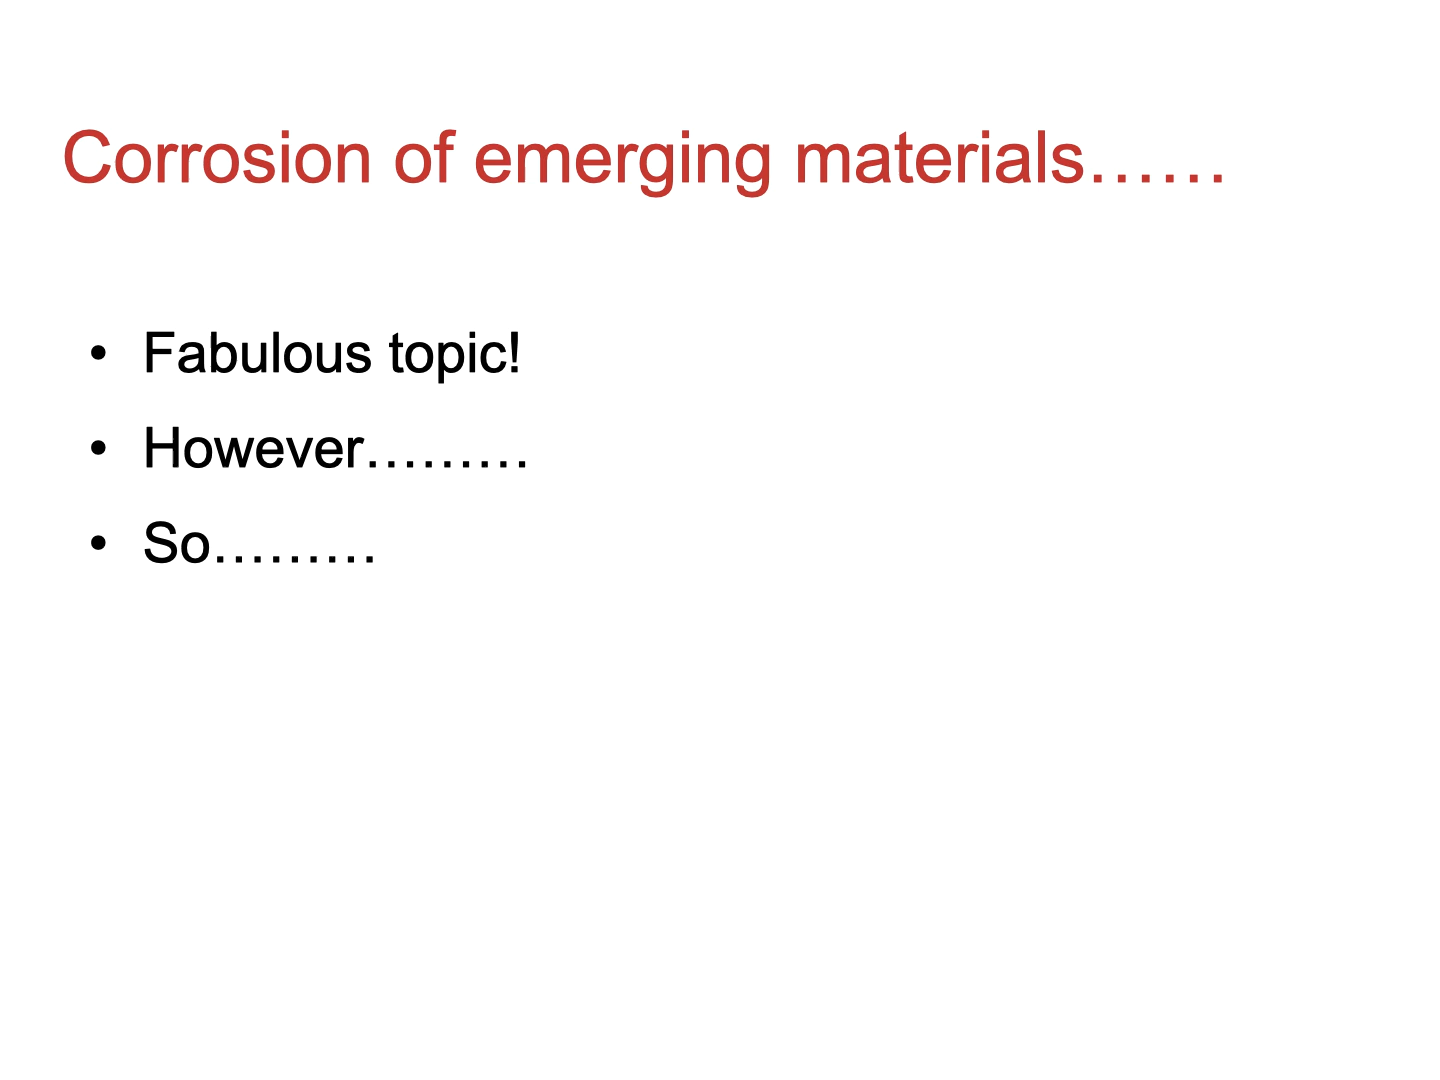 Corrosion of emerging materials……
• Fabulous topic!
• However………
• So………